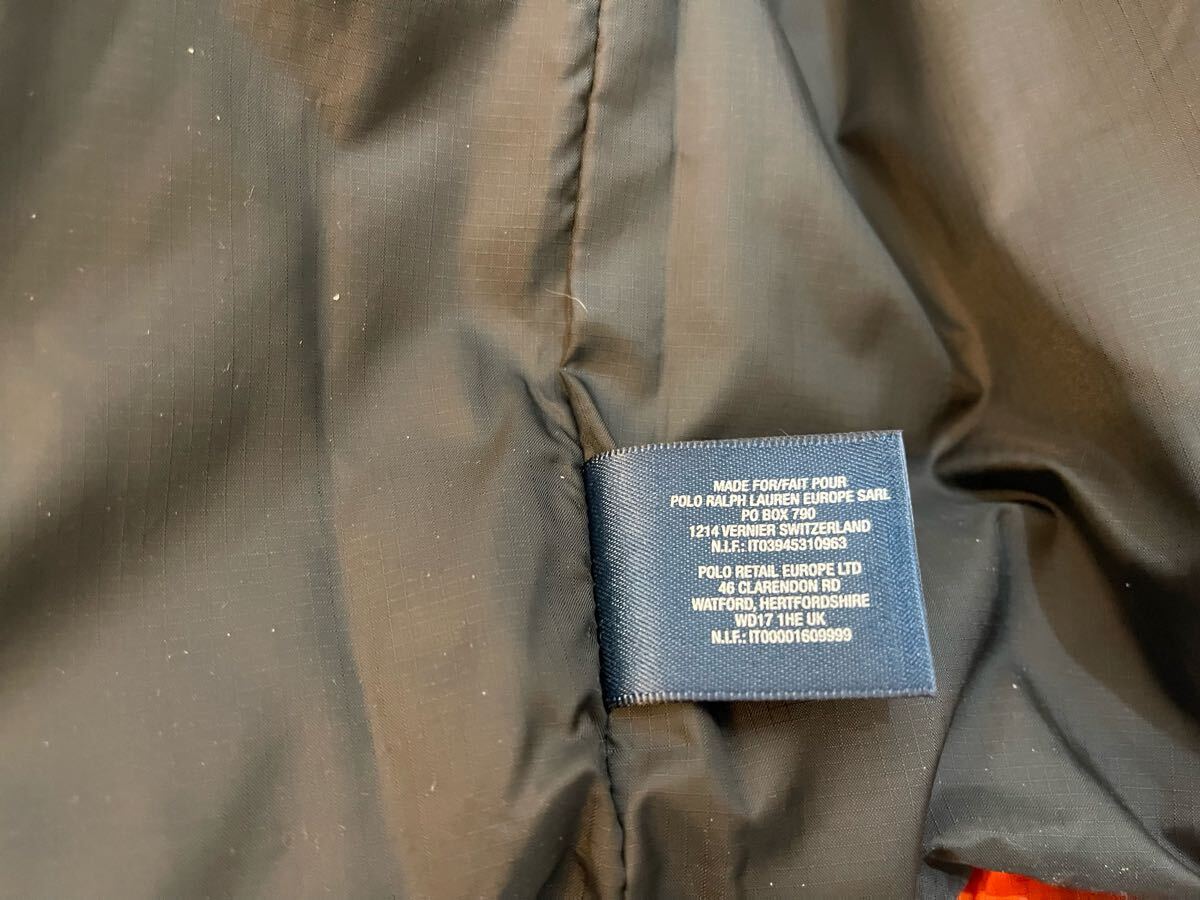 MADE FOR/FAIT POUR
POLO RALPH LAUREN EUROPE SARL
PO BOX 790
1214 VERNIER SWITZERLAND
N.I.F.: IT03945310963
POLO RETAIL EUROPE LTD
46 CLARENDON RD
WATFORD, HERTFORDSHIRE
WD17 1HE UK
N.I.F.: IT00001609999